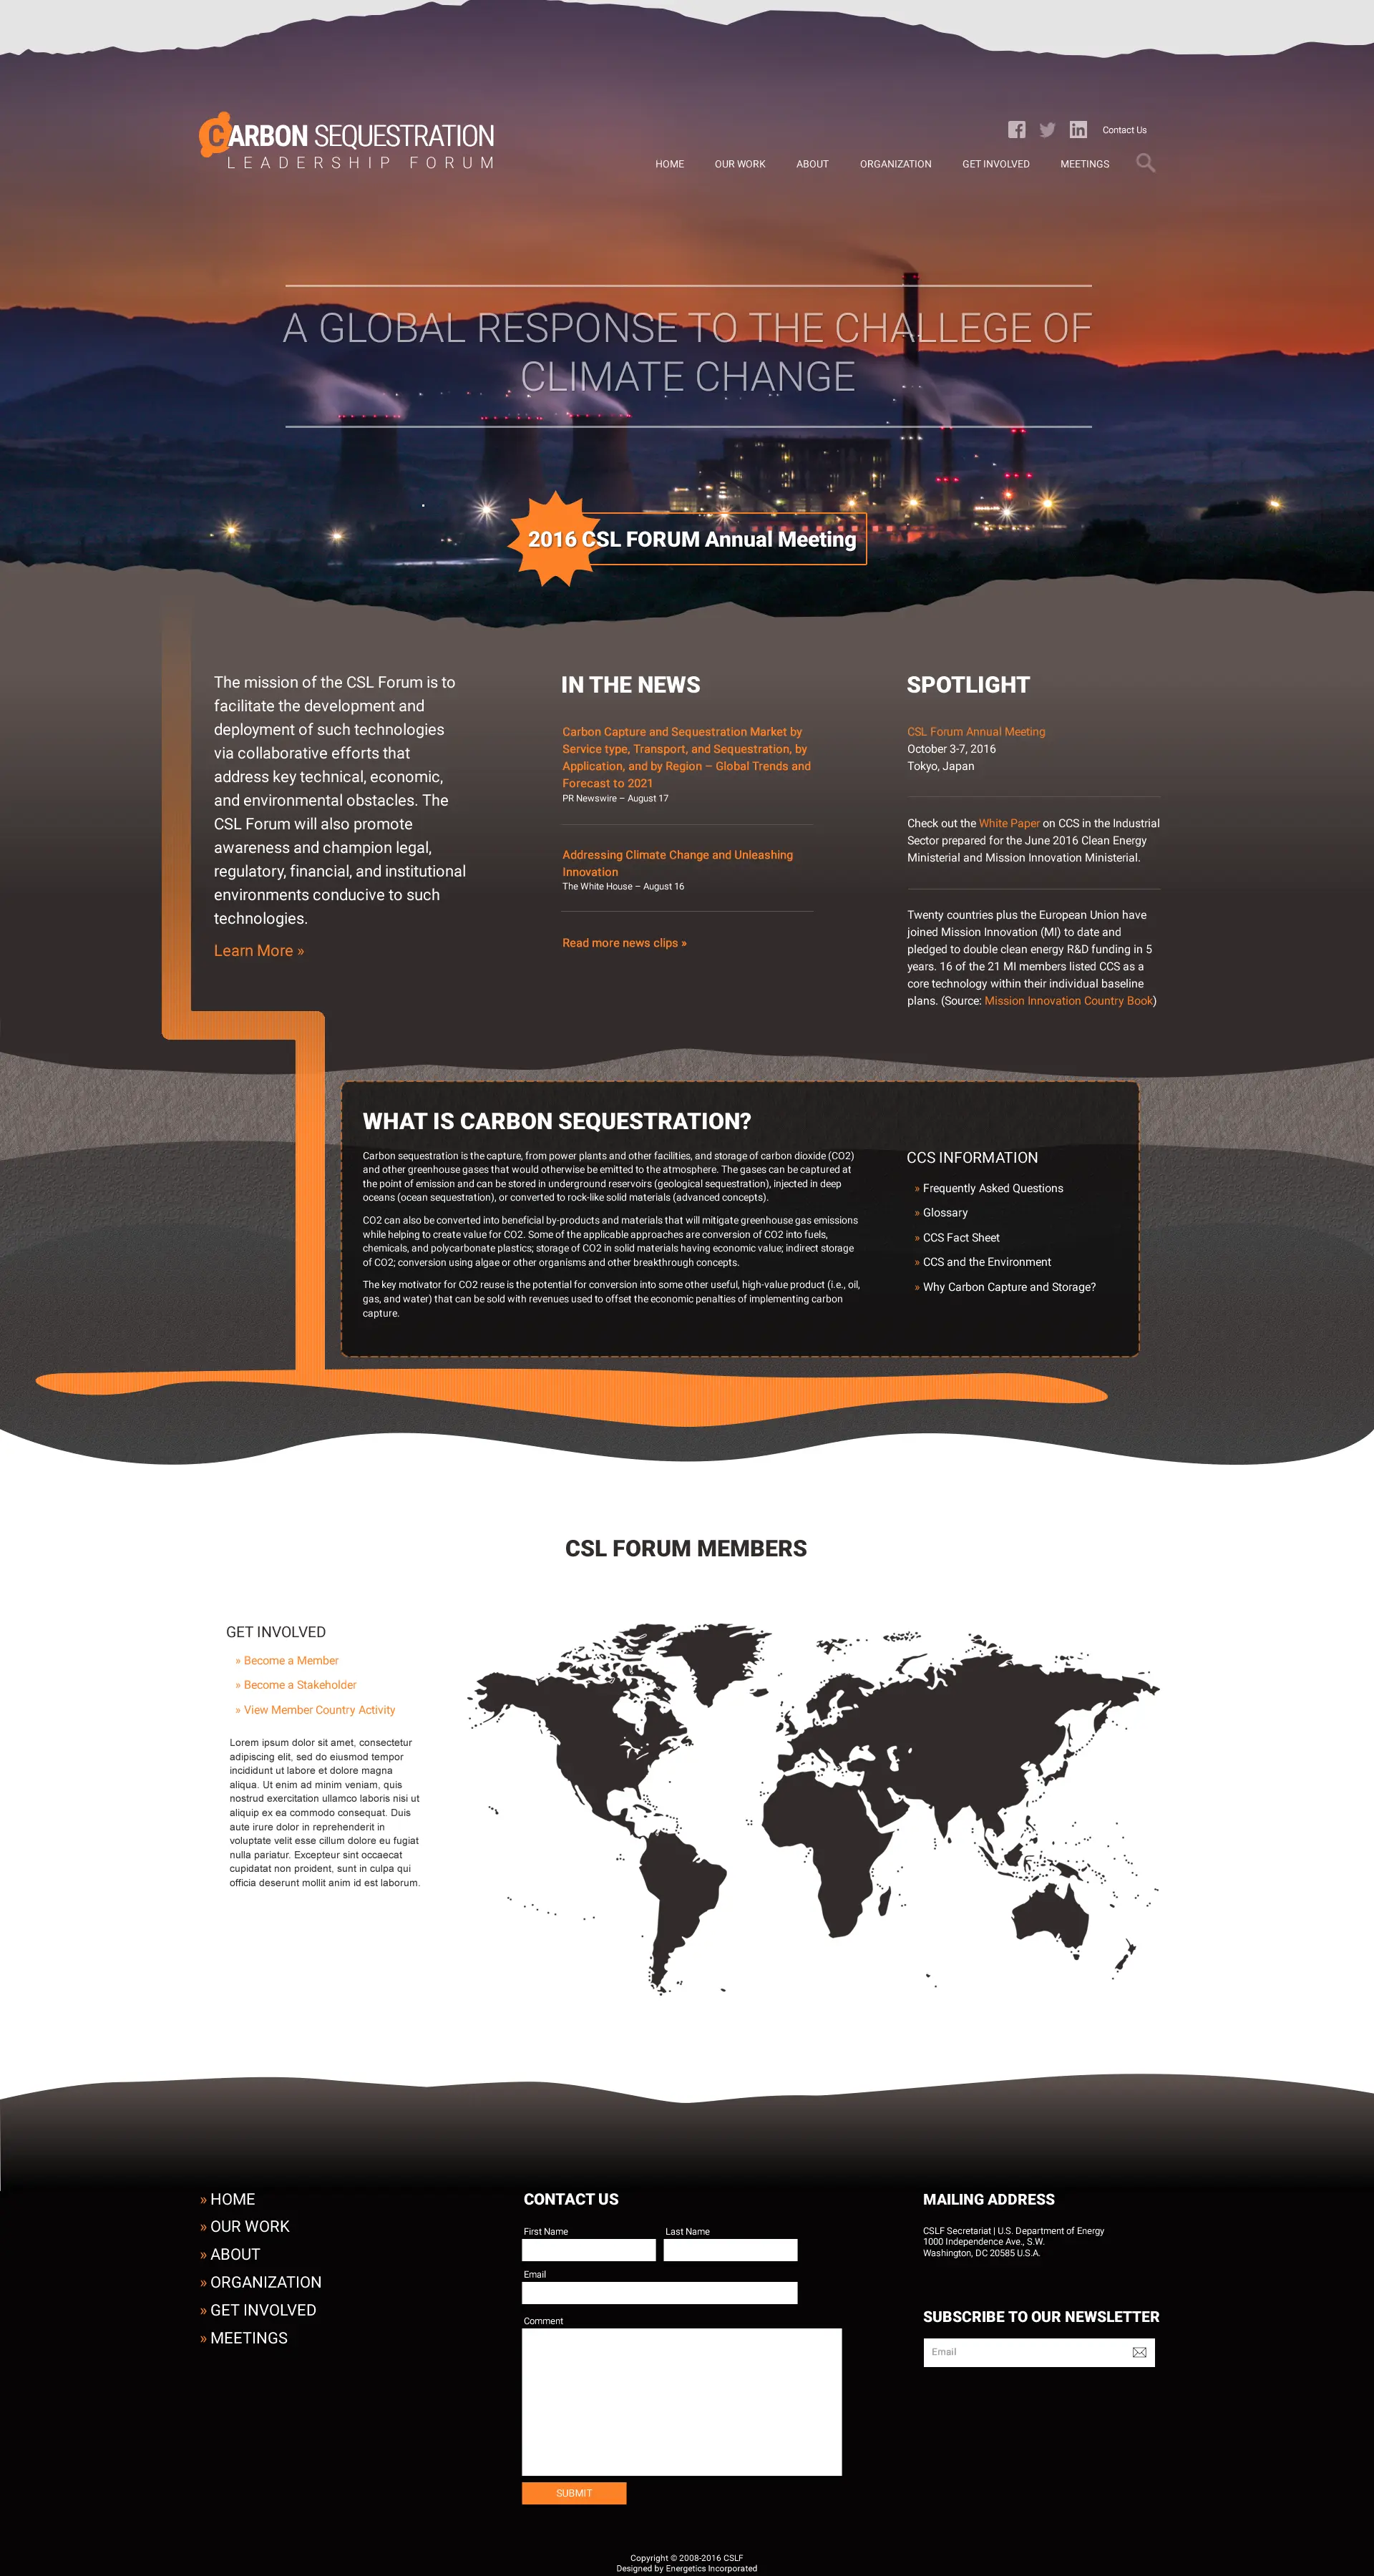 CARBON SEQUESTRATION
LEADERSHIP FORUM
Contact Us
HOME OUR WORK ABOUT ORGANIZATION GET INVOLVED MEETINGS
A GLOBAL RESPONSE TO THE CHALLEGE OF
CLIMATE CHANGE
2016 CSL FORUM Annual Meeting
The mission of the CSL Forum is to
facilitate the development and
deployment of such technologies
via collaborative efforts that
address key technical, economic,
and environmental obstacles. The
CSL Forum will also promote
awareness and champion legal,
regulatory, financial, and institutional
environments conducive to such
technologies.
Learn More »
IN THE NEWS
Carbon Capture and Sequestration Market by
Service type, Transport, and Sequestration, by
Application, and by Region – Global Trends and
Forecast to 2021
PR Newswire – August 17
Addressing Climate Change and Unleashing
Innovation
The White House – August 16
Read more news clips »
SPOTLIGHT
CSL Forum Annual Meeting
October 3-7, 2016
Tokyo, Japan
Check out the White Paper on CCS in the Industrial
Sector prepared for the June 2016 Clean Energy
Ministerial and Mission Innovation Ministerial.
Twenty countries plus the European Union have
joined Mission Innovation (MI) to date and
pledged to double clean energy R&D funding in 5
years. 16 of the 21 MI members listed CCS as a
core technology within their individual baseline
plans. (Source: Mission Innovation Country Book)
WHAT IS CARBON SEQUESTRATION?
Carbon sequestration is the capture, from power plants and other facilities, and storage of carbon dioxide (CO2)
and other greenhouse gases that would otherwise be emitted to the atmosphere. The gases can be captured at
the point of emission and can be stored in underground reservoirs (geological sequestration), injected in deep
oceans (ocean sequestration), or converted to rock-like solid materials (advanced concepts).
CO2 can also be converted into beneficial by-products and materials that will mitigate greenhouse gas emissions
while helping to create value for CO2. Some of the applicable approaches are conversion of CO2 into fuels,
chemicals, and polycarbonate plastics; storage of CO2 in solid materials having economic value; indirect storage
of CO2; conversion using algae or other organisms and other breakthrough concepts.
The key motivator for CO2 reuse is the potential for conversion into some other useful, high-value product (i.e., oil,
gas, and water) that can be sold with revenues used to offset the economic penalties of implementing carbon
capture.
CCS INFORMATION
» Frequently Asked Questions
» Glossary
» CCS Fact Sheet
» CCS and the Environment
» Why Carbon Capture and Storage?
CSL FORUM MEMBERS
GET INVOLVED
» Become a Member
» Become a Stakeholder
» View Member Country Activity
Lorem ipsum dolor sit amet, consectetur
adipiscing elit, sed do eiusmod tempor
incididunt ut labore et dolore magna
aliqua. Ut enim ad minim veniam, quis
nostrud exercitation ullamco laboris nisi ut
aliquip ex ea commodo consequat. Duis
aute irure dolor in reprehenderit in
voluptate velit esse cillum dolore eu fugiat
nulla pariatur. Excepteur sint occaecat
cupidatat non proident, sunt in culpa qui
officia deserunt mollit anim id est laborum.
» HOME
» OUR WORK
» ABOUT
» ORGANIZATION
» GET INVOLVED
» MEETINGS
CONTACT US
First Name Last Name
Email
Comment
SUBMIT
MAILING ADDRESS
CSLF Secretariat | U.S. Department of Energy
1000 Independence Ave., S.W.
Washington, DC 20585 U.S.A.
SUBSCRIBE TO OUR NEWSLETTER
Email
Copyright © 2008-2016 CSLF
Designed by Energetics Incorporated